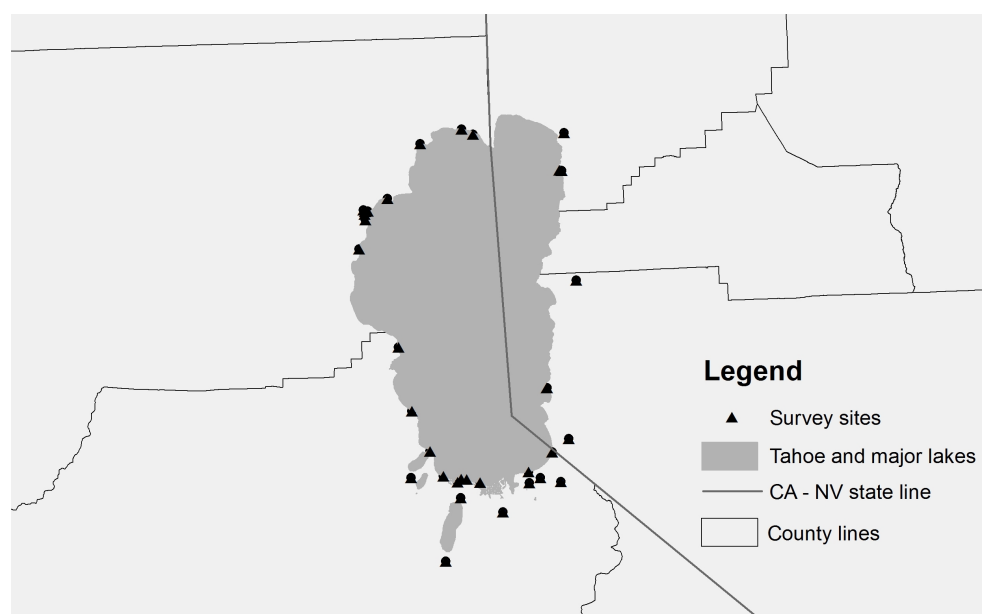 Legend
Survey sites
Tahoe and major lakes
CA - NV state line
County lines